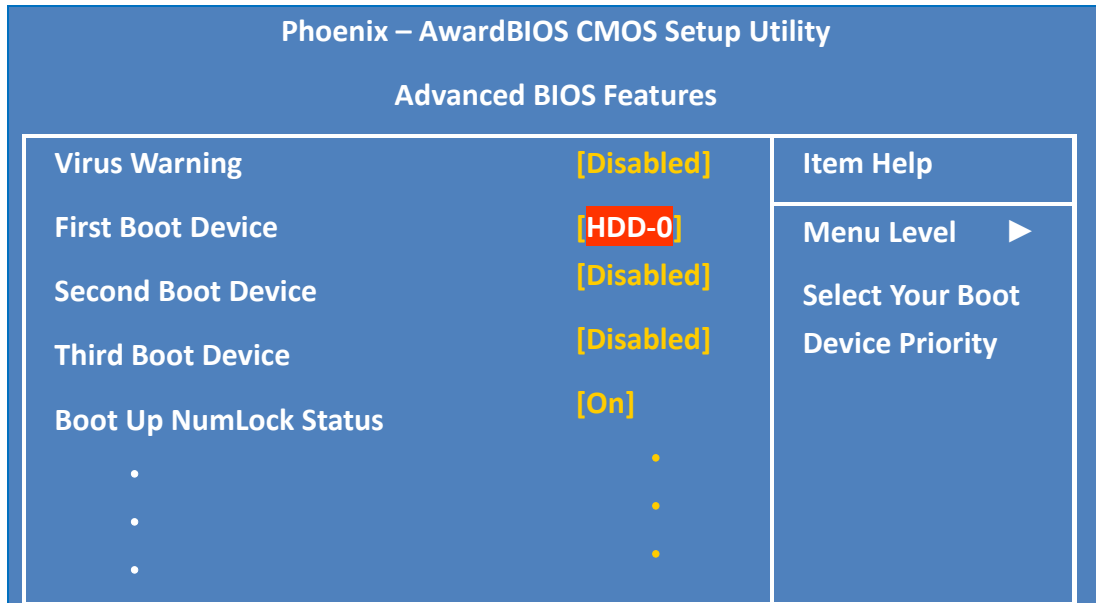 Phoenix – AwardBIOS CMOS Setup Utility
Advanced BIOS Features
Virus Warning [Disabled]
First Boot Device [HDD-0]
Second Boot Device [Disabled]
Third Boot Device [Disabled]
Boot Up NumLock Status [On]
Item Help
Menu Level ►
Select Your Boot
Device Priority